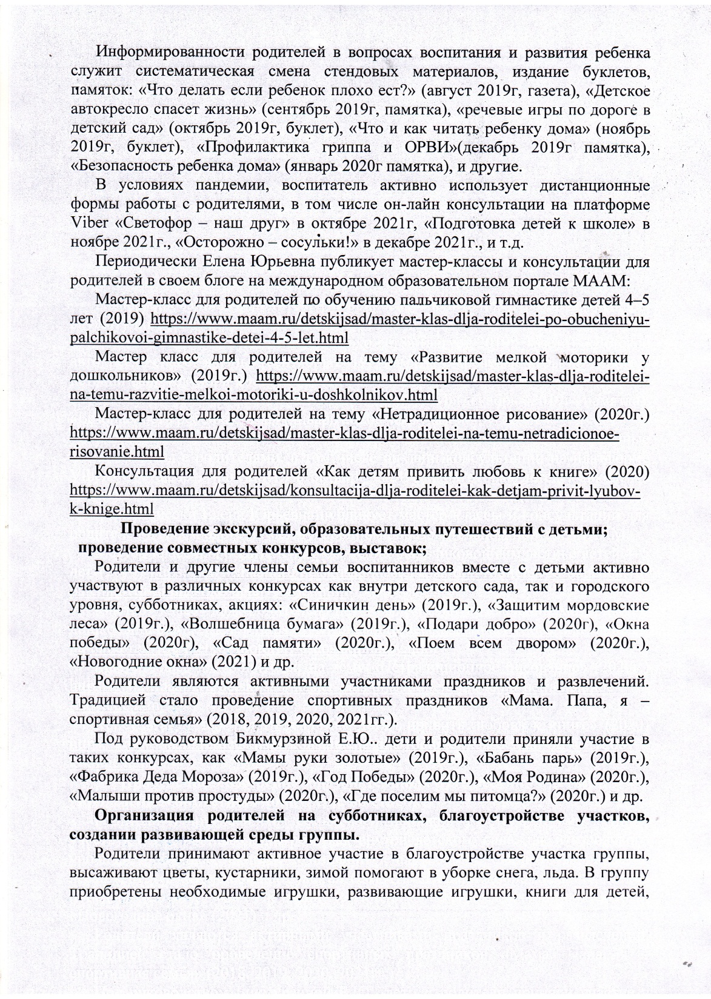 Информированности родителей в вопросах воспитания и развития ребенка
служит систематическая смена стендовых материалов, издание буклетов,
памяток: «Что делать если ребенок плохо ест?» (август 2019г, газета), «Детское
автокресло спасет жизнь» (сентябрь 2019г, памятка), «речевые игры по дороге в
детский сад» (октябрь 2019г, буклет), «Что и как читать ребенку дома» (ноябрь
2019г, буклет), «Профилактика гриппа и ОРВИ»(декабрь 2019г памятка),
«Безопасность ребенка дома» (январь 2020г памятка), и другие.
В условиях пандемии, воспитатель активно использует дистанционные
формы работы с родителями, в том числе он-лайн консультации на платформе
Viber «Светофор – наш друг» в октябре 2021г, «Подготовка детей к школе» в
ноябре 2021г., «Осторожно – сосульки!» в декабре 2021г., и т.д.
Периодически Елена Юрьевна публикует мастер-классы и консультации для
родителей в своем блоге на международном образовательном портале МААМ:
Мастер-класс для родителей по обучению пальчиковой гимнастике детей 4–5
лет (2019) https://www.maam.ru/detskijsad/master-klas-dlja-roditelei-po-obucheniyu-
palchikovoi-gimnastike-detei-4-5-let.html
Мастер класс для родителей на тему «Развитие мелкой моторики у
дошкольников» (2019г.) https://www.maam.ru/detskijsad/master-klas-dlja-roditelei-
na-temu-razvitie-melkoi-motoriki-u-doshkolnikov.html
Мастер-класс для родителей на тему «Нетрадиционное рисование» (2020г.)
https://www.maam.ru/detskijsad/master-klas-dlja-roditelei-na-temu-netradicionoe-
risovanie.html
Консультация для родителей «Как детям привить любовь к книге» (2020)
https://www.maam.ru/detskijsad/konsultacija-dlja-roditelei-kak-detjam-privit-lyubov-
k-knige.html
Проведение экскурсий, образовательных путешествий с детьми;
проведение совместных конкурсов, выставок;
Родители и другие члены семьи воспитанников вместе с детьми активно
участвуют в различных конкурсах как внутри детского сада, так и городского
уровня, субботниках, акциях: «Синичкин день» (2019г.), «Защитим мордовские
леса» (2019г.), «Волшебница бумага» (2019г.), «Подари добро» (2020г), «Окна
победы» (2020г), «Сад памяти» (2020г.), «Поем всем двором» (2020г.),
«Новогодние окна» (2021) и др.
Родители являются активными участниками праздников и развлечений.
Традицией стало проведение спортивных праздников «Мама. Папа, я –
спортивная семья» (2018, 2019, 2020, 2021гг.).
Под руководством Бикмурзиной Е.Ю.. дети и родители приняли участие в
таких конкурсах, как «Мамы руки золотые» (2019г.), «Бабань парь» (2019г.),
«Фабрика Деда Мороза» (2019г.), «Год Победы» (2020г.), «Моя Родина» (2020г.),
«Малыши против простуды» (2020г.), «Где поселим мы питомца?» (2020г.) и др.
Организация родителей на субботниках, благоустройстве участков,
создании развивающей среды группы.
Родители принимают активное участие в благоустройстве участка группы,
высаживают цветы, кустарники, зимой помогают в уборке снега, льда. В группу
приобретены необходимые игрушки, развивающие игрушки, книги для детей,